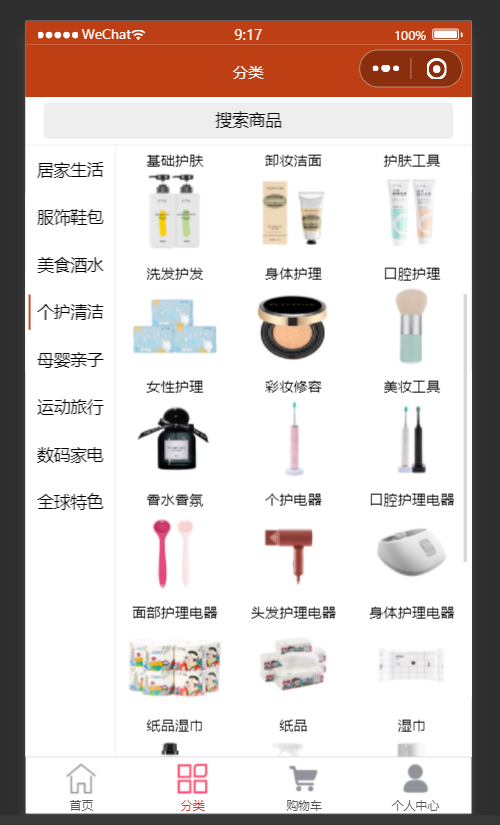 WeChat 9:17 100%
分类
搜索商品
居家生活
服饰鞋包
美食酒水
个护清洁
母婴亲子
运动旅行
数码家电
全球特色
基础护肤 卸妆洁面 护肤工具
洗发护发 身体护理 口腔护理
女性护理 彩妆修容 美妆工具
香水香氛 个护电器 口腔护理电器
面部护理电器 头发护理电器 身体护理电器
纸品湿巾 纸品 湿巾
首页 分类 购物车 个人中心